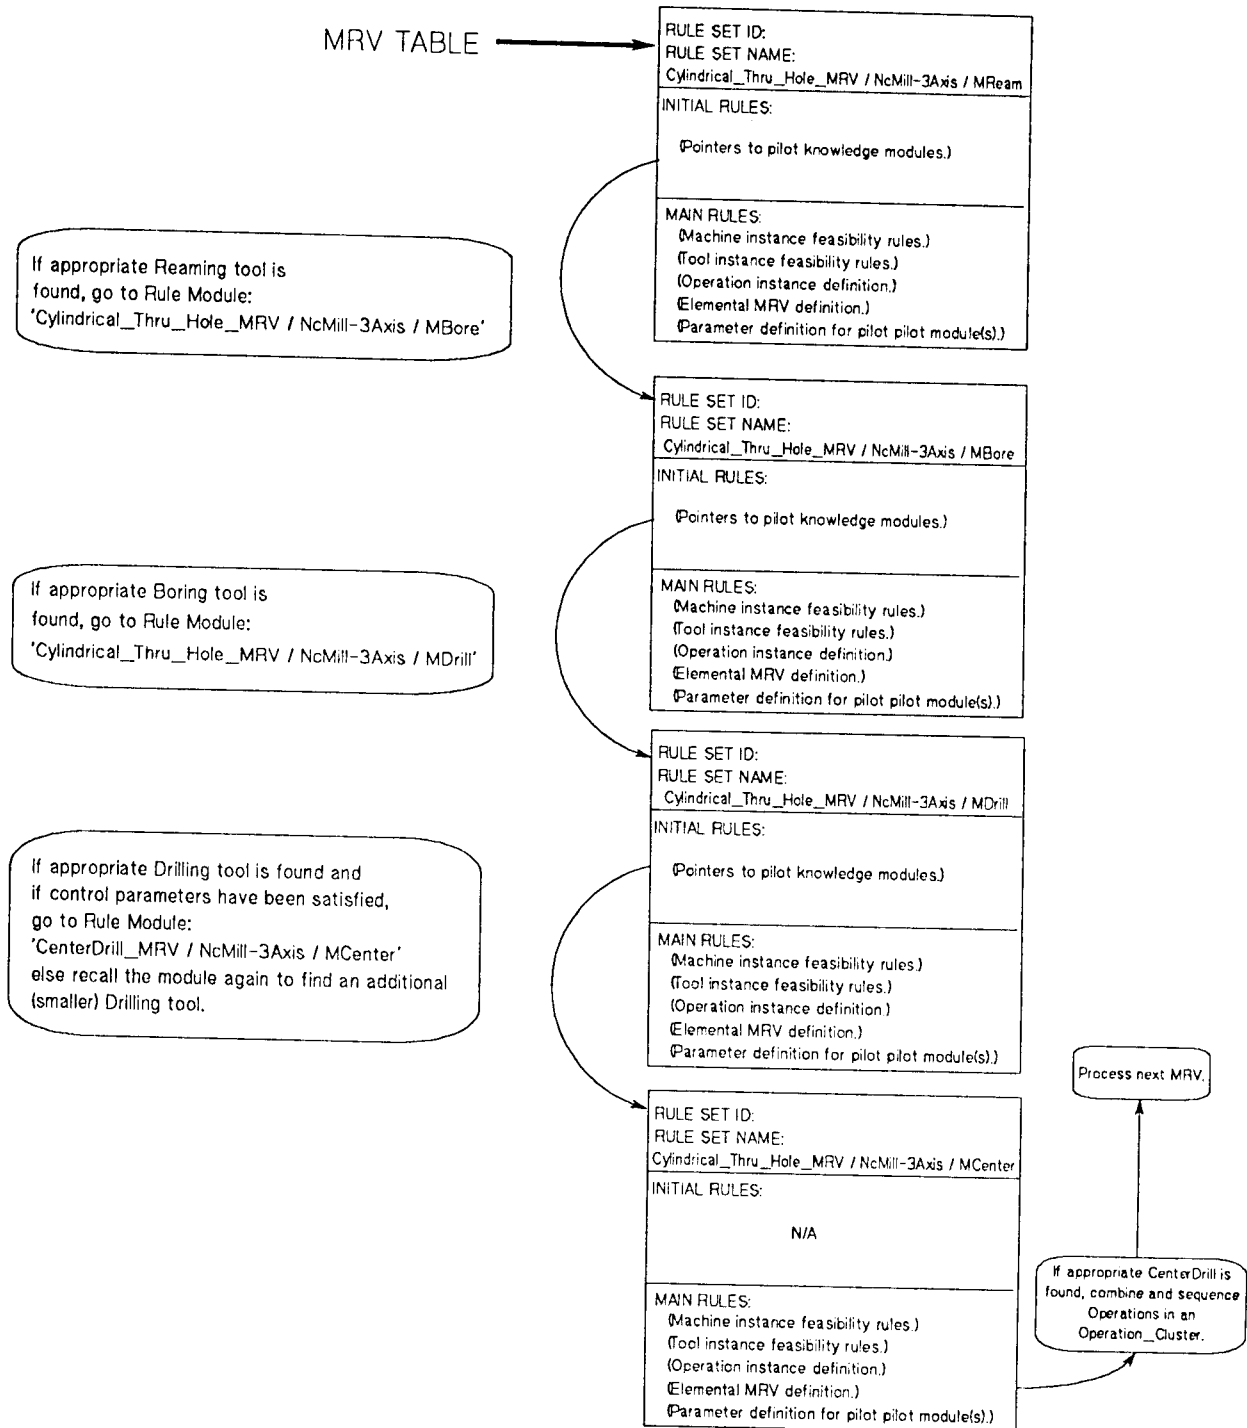 MRV TABLE
RULE SET ID:
RULE SET NAME:
Cylindrical_Thru_Hole_MRV / NcMill-3Axis / MReam
INITIAL RULES:
(Pointers to pilot knowledge modules.)
MAIN RULES:
(Machine instance feasibility rules.)
(Tool instance feasibility rules.)
(Operation instance definition.)
(Elemental MRV definition.)
(Parameter definition for pilot pilot module(s).)
If appropriate Reaming tool is
found, go to Rule Module:
'Cylindrical_Thru_Hole_MRV / NcMill-3Axis / MBore'
RULE SET ID:
RULE SET NAME:
Cylindrical_Thru_Hole_MRV / NcMill-3Axis / MBore
INITIAL RULES:
(Pointers to pilot knowledge modules.)
MAIN RULES:
(Machine instance feasibility rules.)
(Tool instance feasibility rules.)
(Operation instance definition.)
(Elemental MRV definition.)
(Parameter definition for pilot pilot module(s).)
If appropriate Boring tool is
found, go to Rule Module:
'Cylindrical_Thru_Hole_MRV / NcMill-3Axis / MDrill'
RULE SET ID:
RULE SET NAME:
Cylindrical_Thru_Hole_MRV / NcMill-3Axis / MDrill
INITIAL RULES:
(Pointers to pilot knowledge modules.)
MAIN RULES:
(Machine instance feasibility rules.)
(Tool instance feasibility rules.)
(Operation instance definition.)
(Elemental MRV definition.)
(Parameter definition for pilot pilot module(s).)
If appropriate Drilling tool is found and
if control parameters have been satisfied,
go to Rule Module:
'CenterDrill_MRV / NcMill-3Axis / MCenter'
else recall the module again to find an additional
(smaller) Drilling tool.
RULE SET ID:
RULE SET NAME:
Cylindrical_Thru_Hole_MRV / NcMill-3Axis / MCenter
INITIAL RULES:
N/A
MAIN RULES:
(Machine instance feasibility rules.)
(Tool instance feasibility rules.)
(Operation instance definition.)
(Elemental MRV definition.)
(Parameter definition for pilot pilot module(s).)
Process next MRV.
If appropriate CenterDrill is
found, combine and sequence
Operations in an
Operation_Cluster.